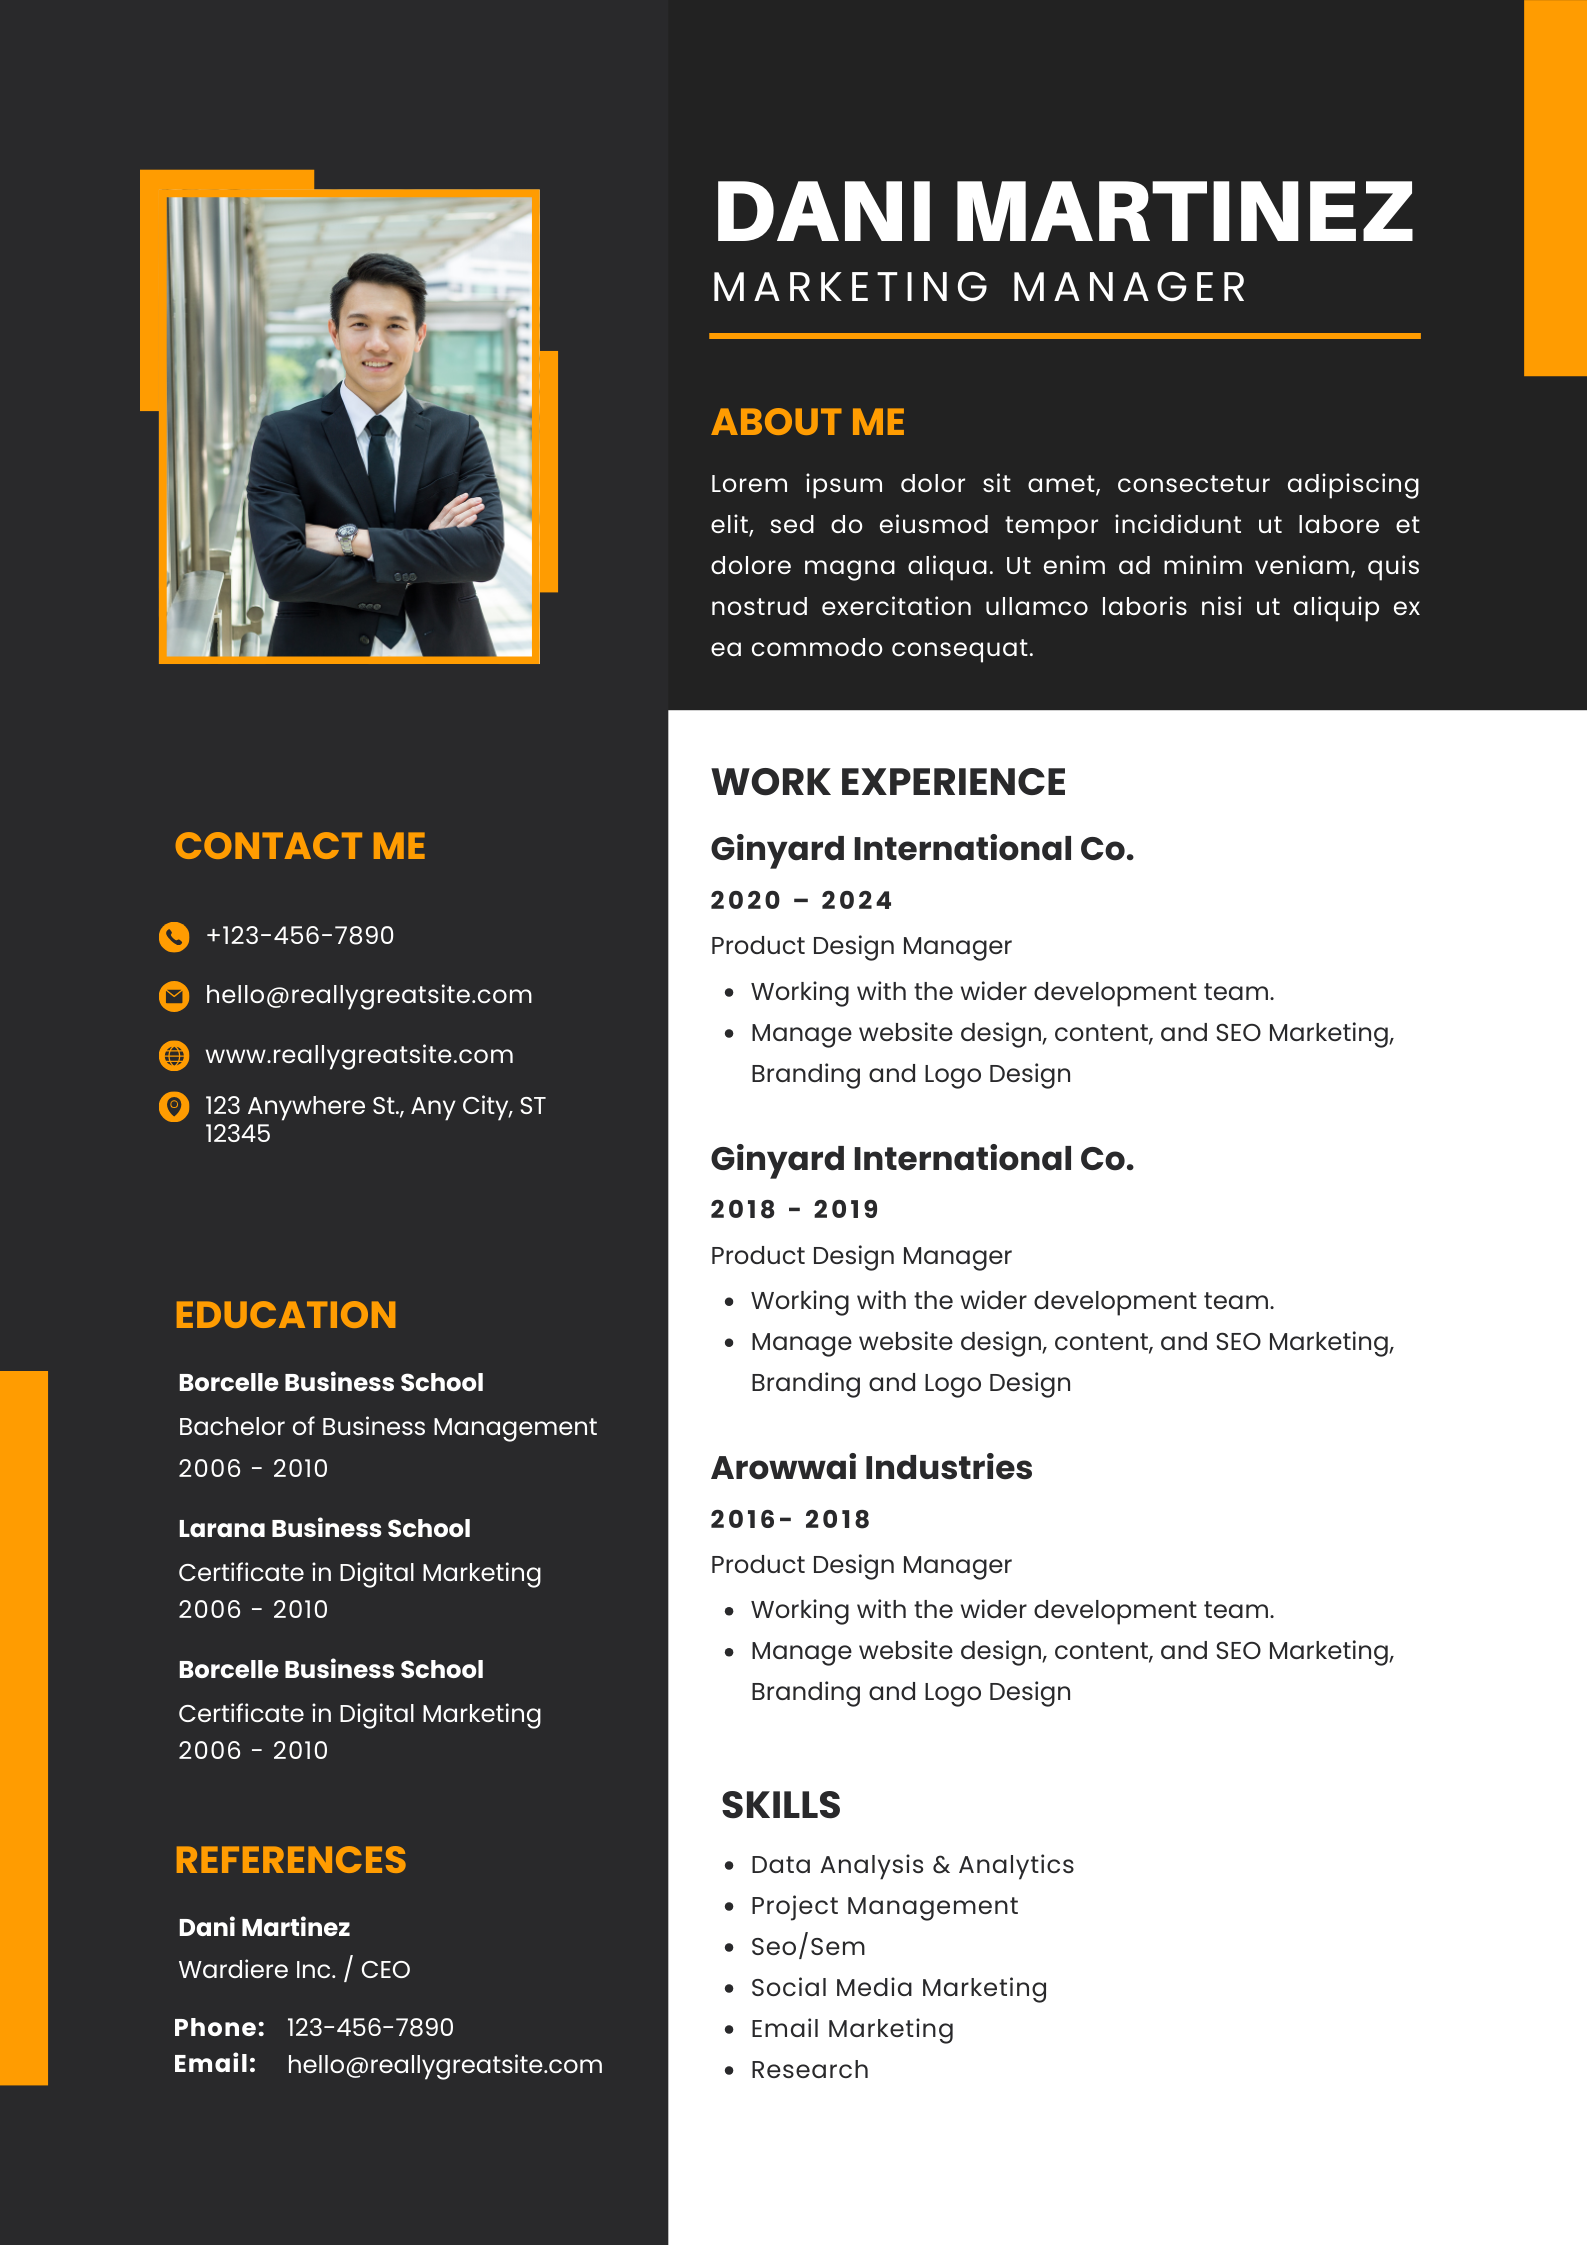 DANI MARTINEZ
MARKETING MANAGER
ABOUT ME
Lorem ipsum dolor sit amet, consectetur adipiscing
elit, sed do eiusmod tempor incididunt ut labore et
dolore magna aliqua. Ut enim ad minim veniam, quis
nostrud exercitation ullamco laboris nisi ut aliquip ex
ea commodo consequat.
CONTACT ME
+123-456-7890
hello@reallygreatsite.com
www.reallygreatsite.com
123 Anywhere St., Any City, ST
12345
EDUCATION
Borcelle Business School
Bachelor of Business Management
2006 - 2010
Larana Business School
Certificate in Digital Marketing
2006 - 2010
Borcelle Business School
Certificate in Digital Marketing
2006 - 2010
REFERENCES
Dani Martinez
Wardiere Inc. / CEO
Phone: 123-456-7890
Email: hello@reallygreatsite.com
WORK EXPERIENCE
Ginyard International Co.
2020 – 2024
Product Design Manager
• Working with the wider development team.
• Manage website design, content, and SEO Marketing,
Branding and Logo Design
Ginyard International Co.
2018 - 2019
Product Design Manager
• Working with the wider development team.
• Manage website design, content, and SEO Marketing,
Branding and Logo Design
Arowwai Industries
2016- 2018
Product Design Manager
• Working with the wider development team.
• Manage website design, content, and SEO Marketing,
Branding and Logo Design
SKILLS
• Data Analysis & Analytics
• Project Management
• Seo/Sem
• Social Media Marketing
• Email Marketing
• Research